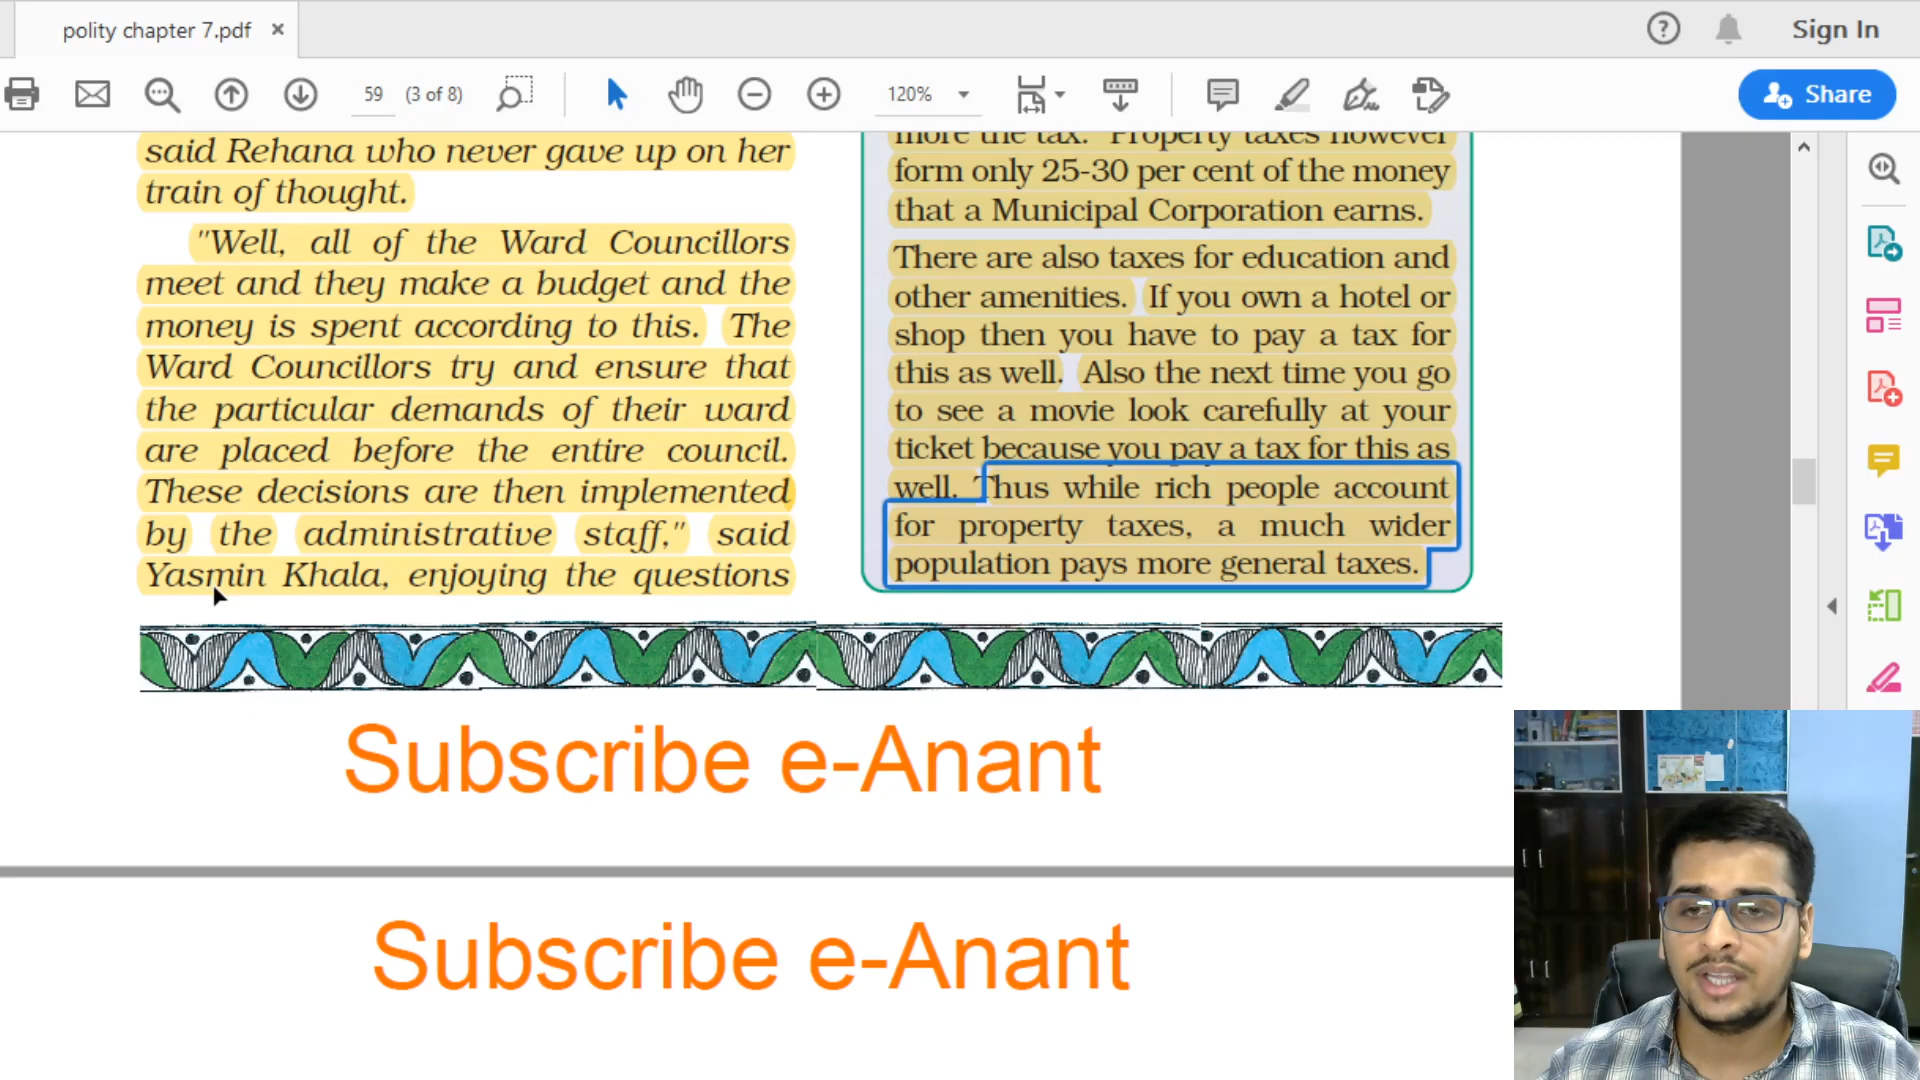 polity chapter 7.pdf ×
Sign In
59 (3 of 8)
120%
Share
said Rehana who never gave up on her
train of thought.
"Well, all of the Ward Councillors
meet and they make a budget and the
money is spent according to this. The
Ward Councillors try and ensure that
the particular demands of their ward
are placed before the entire council.
These decisions are then implemented
by the administrative staff," said
Yasmin Khala, enjoying the questions
more the tax. Property taxes however
form only 25-30 per cent of the money
that a Municipal Corporation earns.
There are also taxes for education and
other amenities. If you own a hotel or
shop then you have to pay a tax for
this as well. Also the next time you go
to see a movie look carefully at your
ticket because you pay a tax for this as
well. Thus while rich people account
for property taxes, a much wider
population pays more general taxes.
Subscribe e-Anant
Subscribe e-Anant